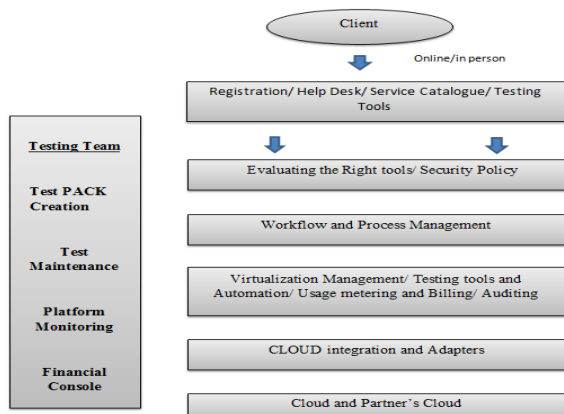 Client
Online/in person
Registration/ Help Desk/ Service Catalogue/ Testing
Tools
Testing Team
Test PACK
Creation
Test
Maintenance
Platform
Monitoring
Financial
Console
Evaluating the Right tools/ Security Policy
Workflow and Process Management
Virtualization Management/ Testing tools and
Automation/ Usage metering and Billing/ Auditing
CLOUD integration and Adapters
Cloud and Partner's Cloud